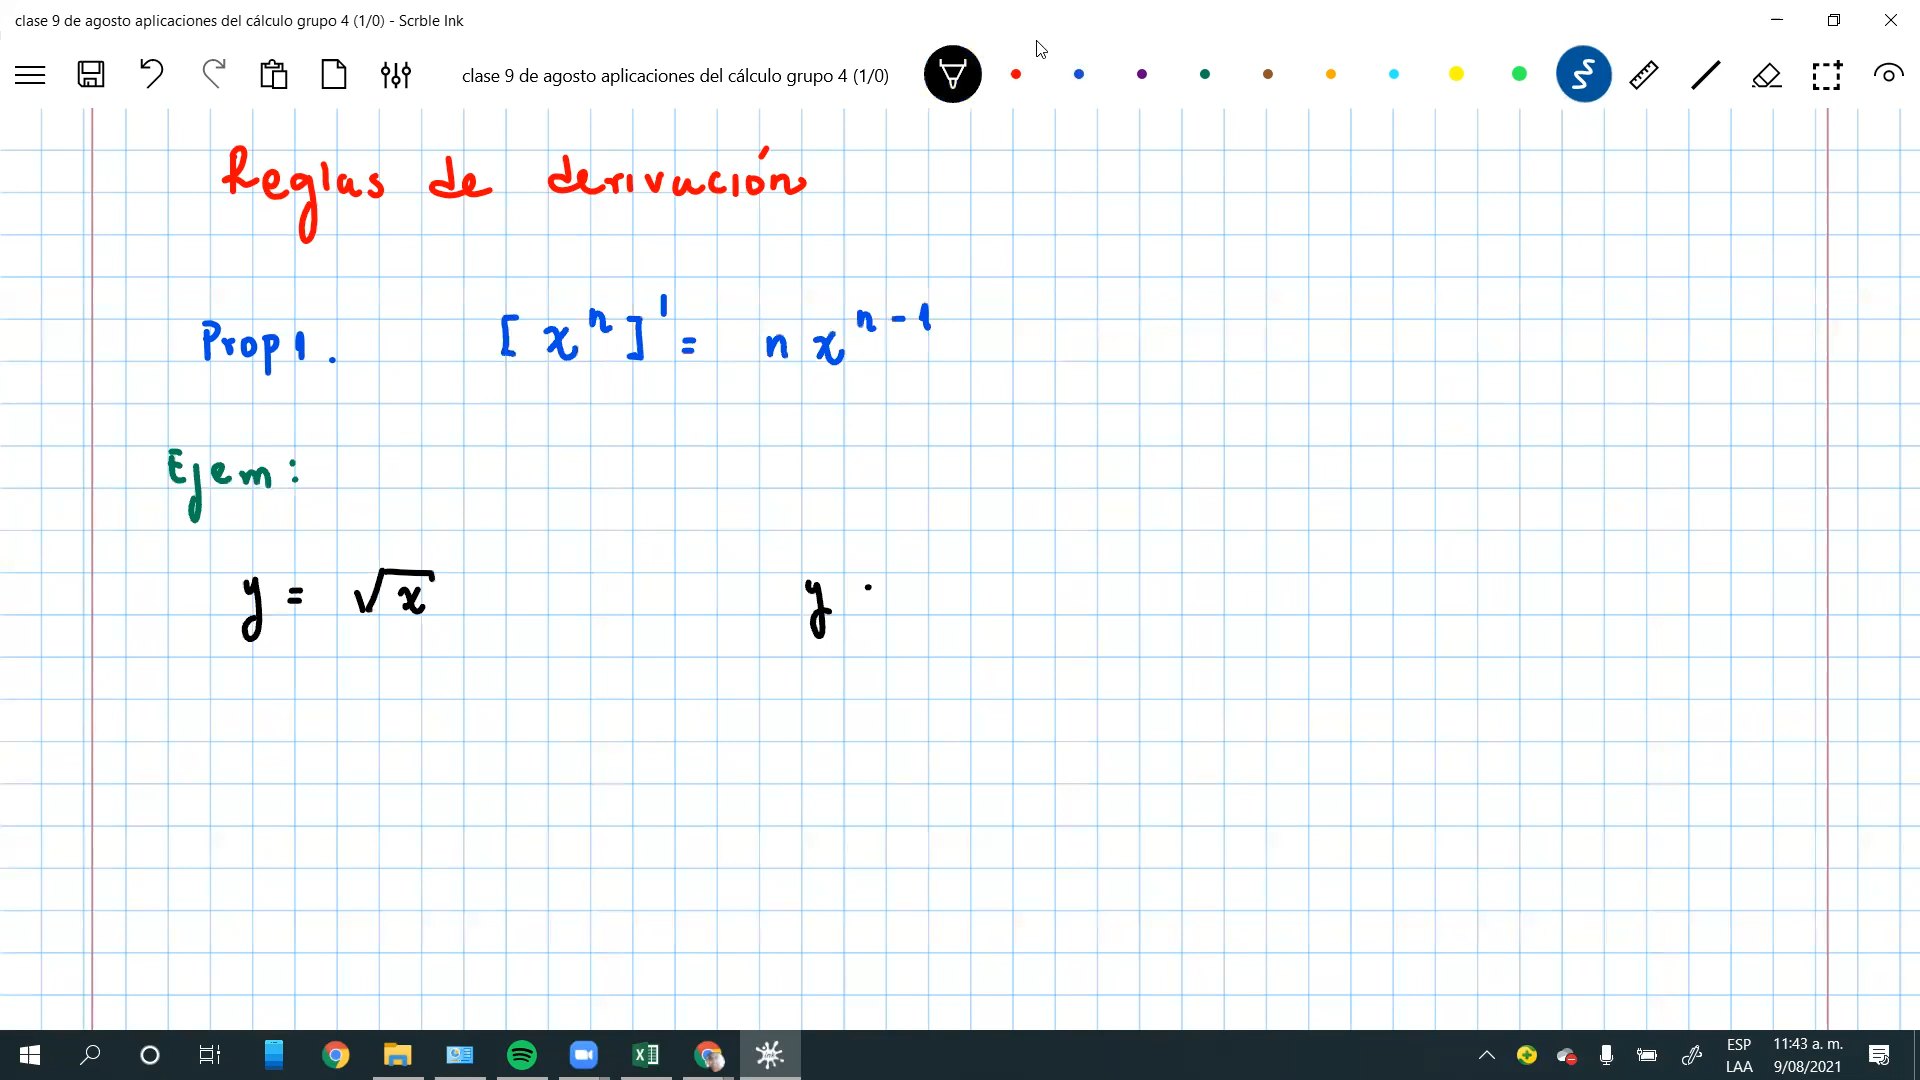 clase 9 de agosto aplicaciones del cálculo grupo 4 (1/0) - Scrble Ink
clase 9 de agosto aplicaciones del cálculo grupo 4 (1/0)
Reglas de derivación
Prop 1. [x^n]' = n x^{n-1}
Ejem:
y = √x y ·
ESP 11:43 a. m.
LAA 9/08/2021